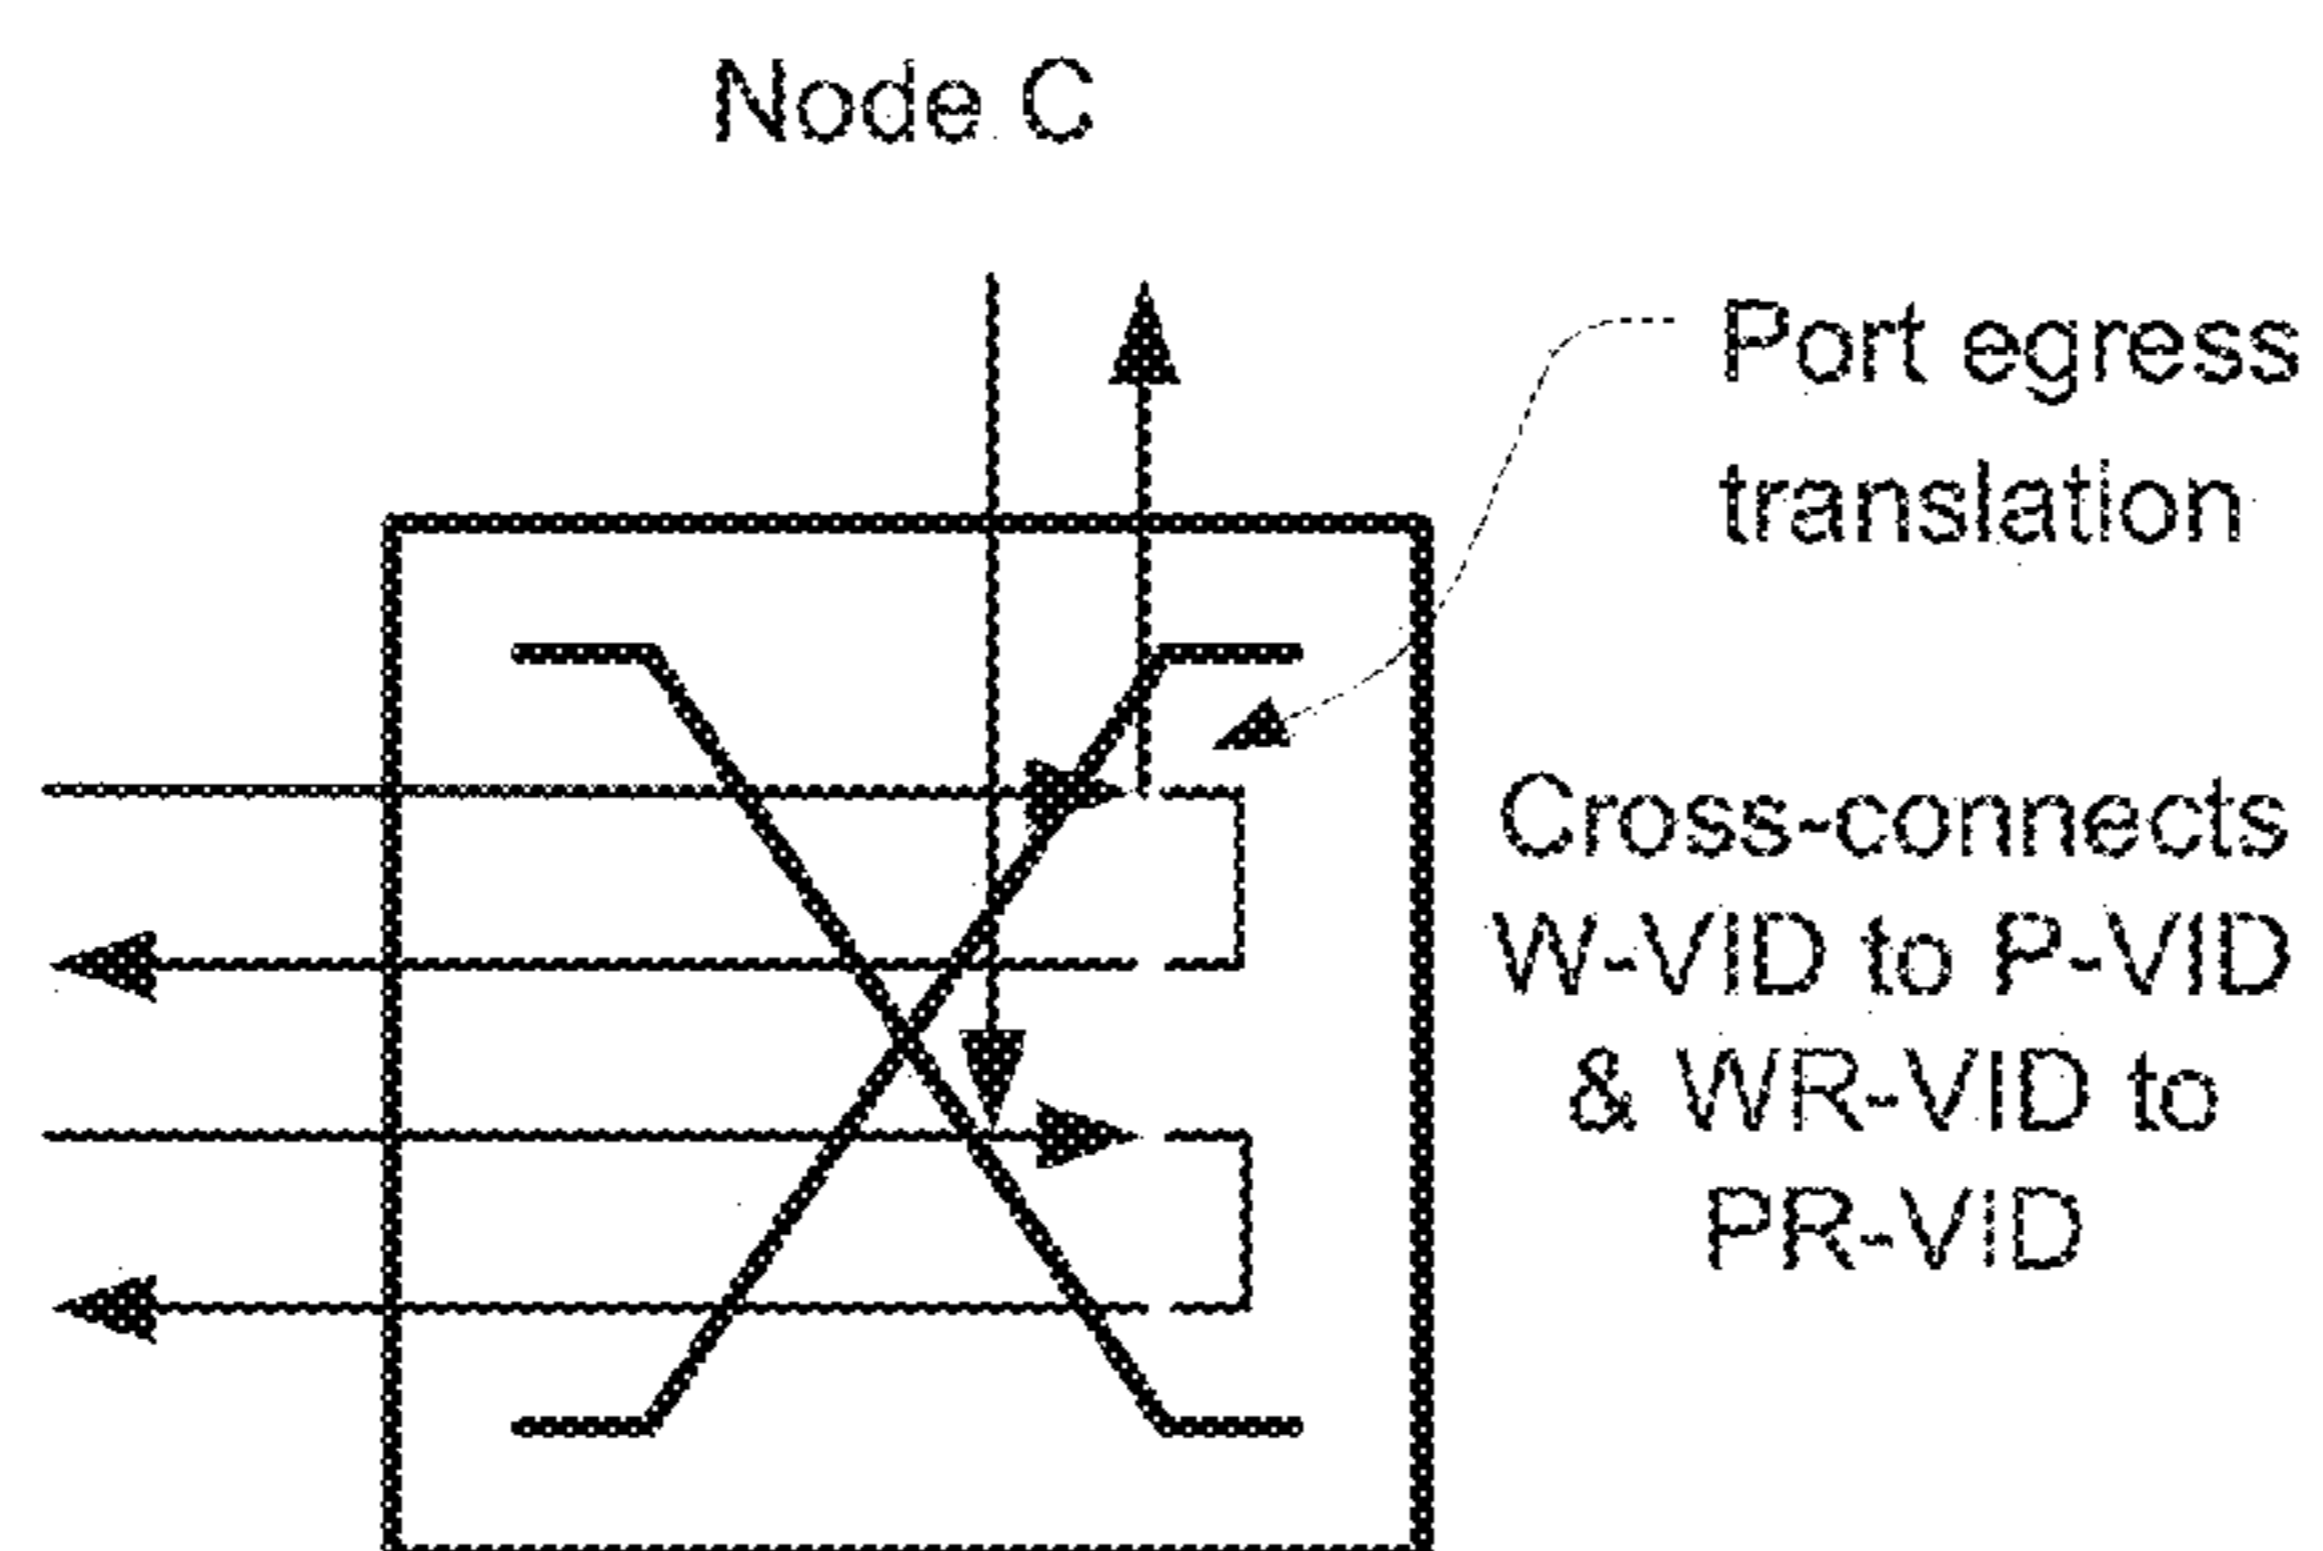 Node C
Port egress
translation
Cross-connects
W-VID to P-VID
& WR-VID to
PR-VID